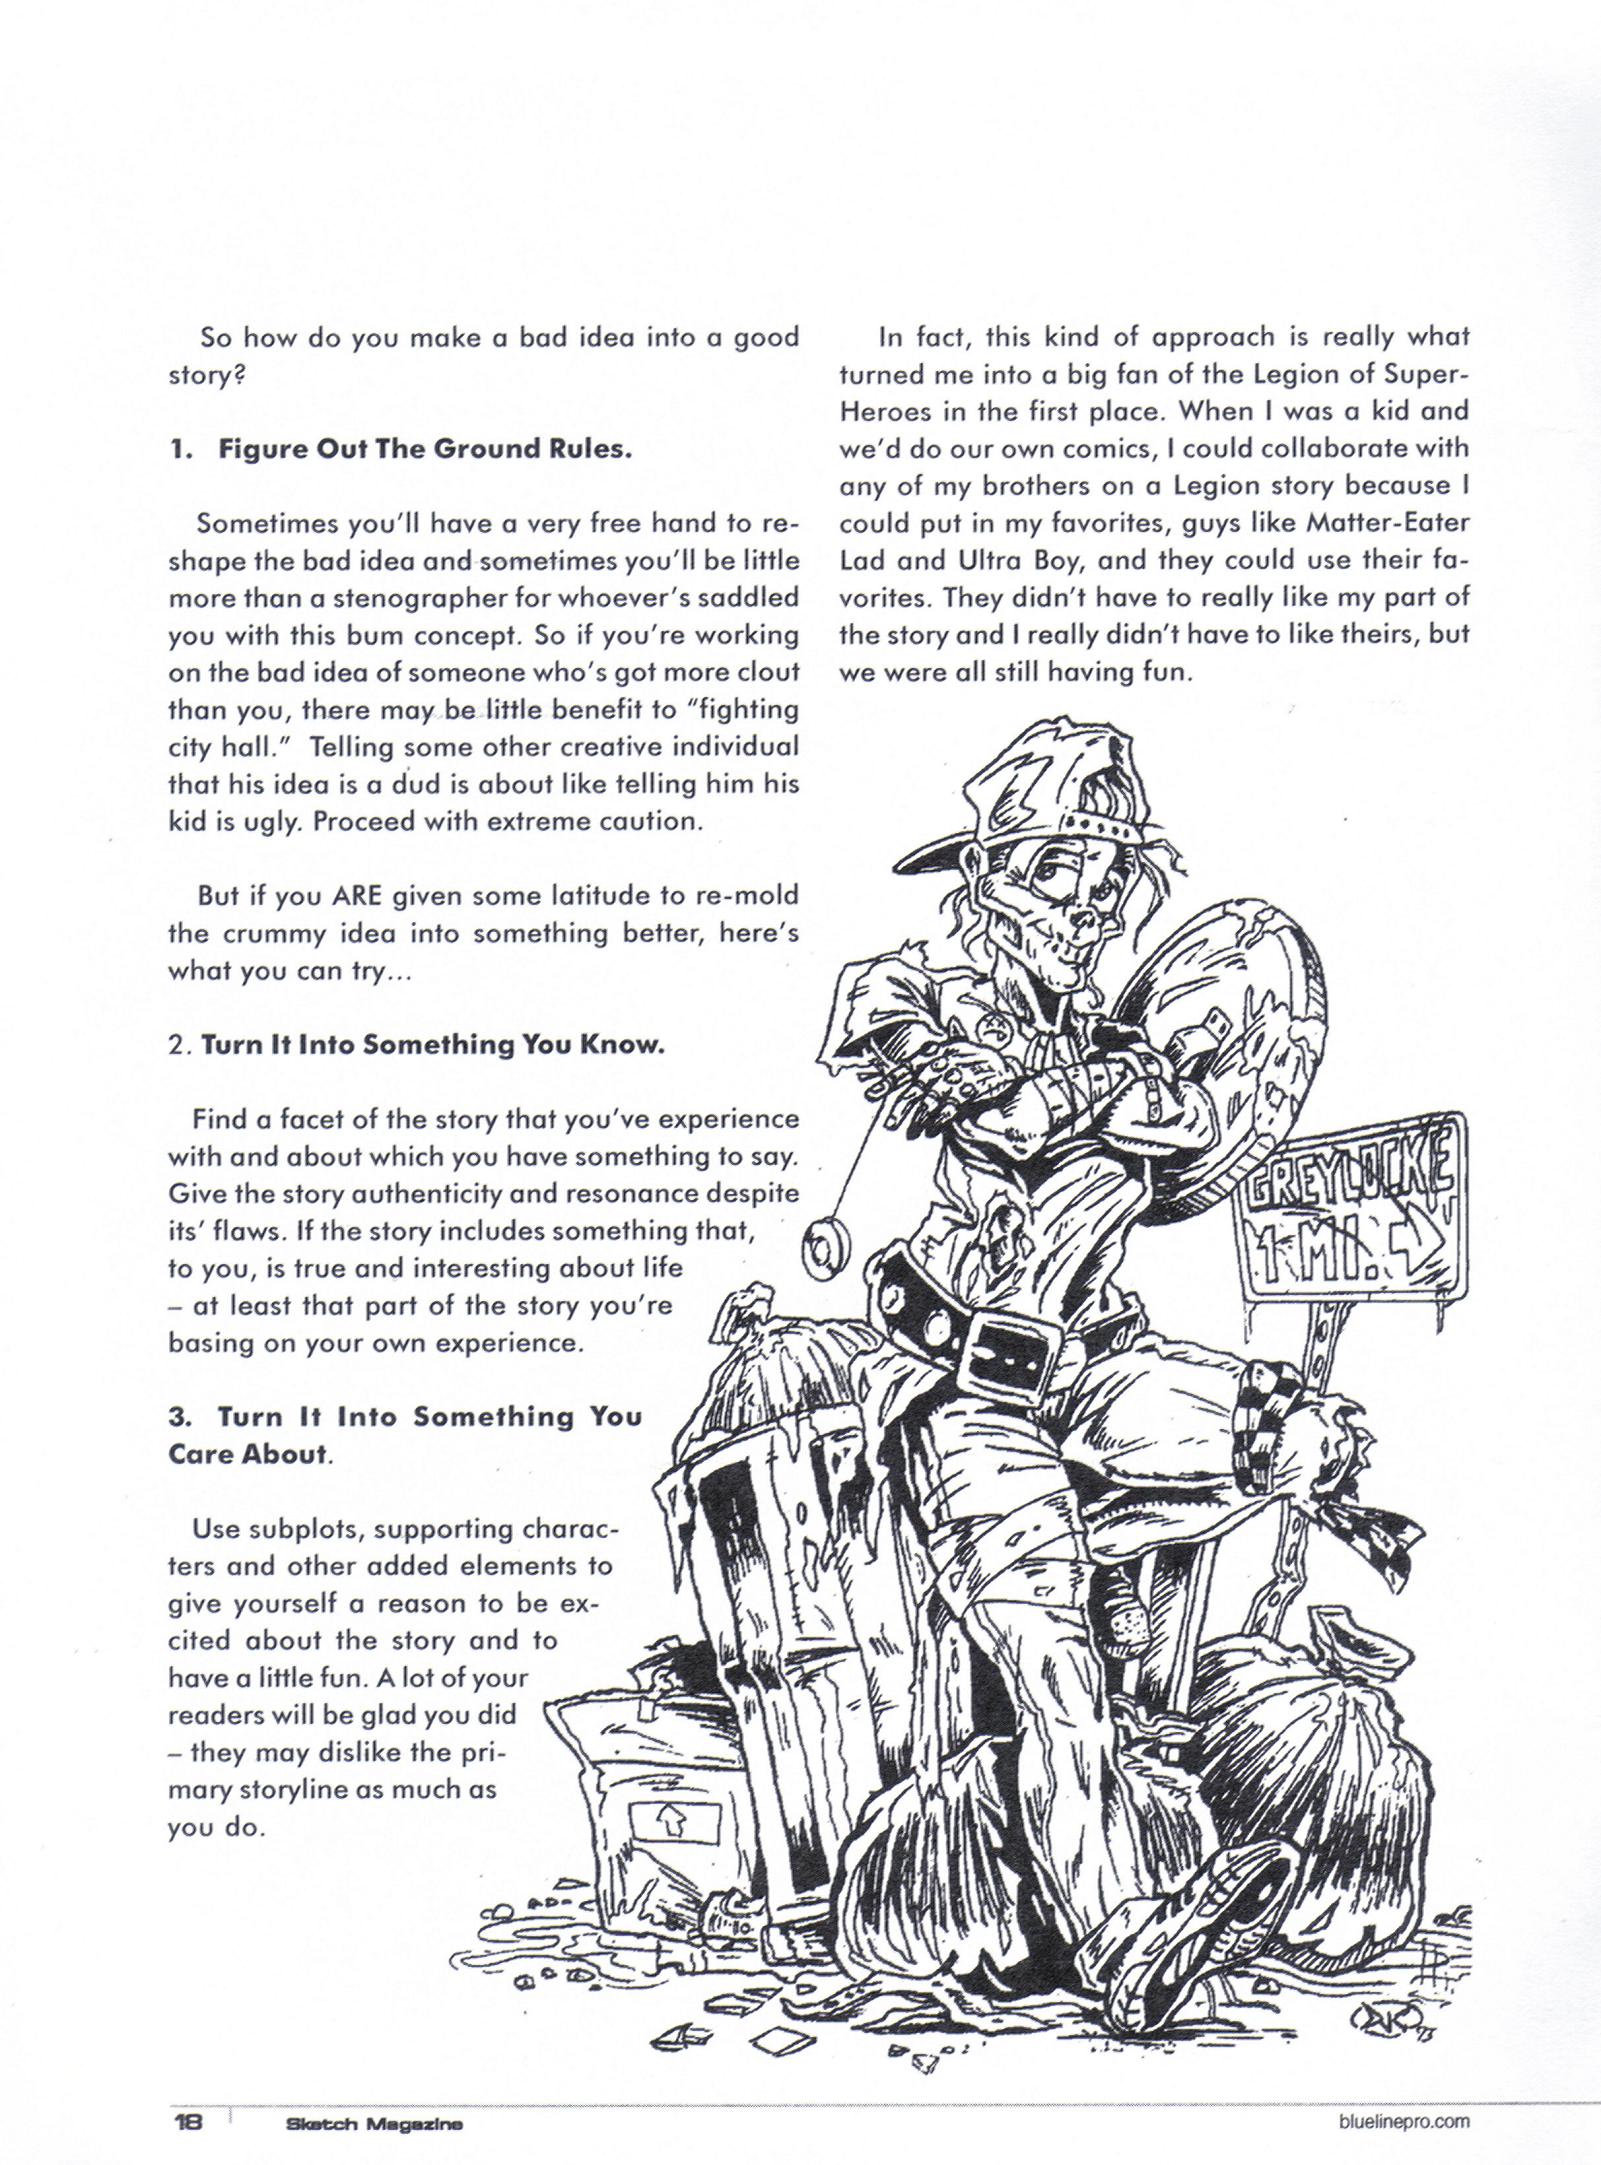 So how do you make a bad idea into a good
story?
1. Figure Out The Ground Rules.
Sometimes you'll have a very free hand to re-
shape the bad idea and sometimes you'll be little
more than a stenographer for whoever's saddled
you with this bum concept. So if you're working
on the bad idea of someone who's got more clout
than you, there may be little benefit to "fighting
city hall."  Telling some other creative individual
that his idea is a dud is about like telling him his
kid is ugly. Proceed with extreme caution.
But if you ARE given some latitude to re-mold
the crummy idea into something better, here's
what you can try...
2. Turn It Into Something You Know.
Find a facet of the story that you've experience
with and about which you have something to say.
Give the story authenticity and resonance despite
its' flaws. If the story includes something that,
to you, is true and interesting about life
– at least that part of the story you're
basing on your own experience.
3. Turn It Into Something You
Care About.
Use subplots, supporting charac-
ters and other added elements to
give yourself a reason to be ex-
cited about the story and to
have a little fun. A lot of your
readers will be glad you did
– they may dislike the pri-
mary storyline as much as
you do.
In fact, this kind of approach is really what
turned me into a big fan of the Legion of Super-
Heroes in the first place. When I was a kid and
we'd do our own comics, I could collaborate with
any of my brothers on a Legion story because I
could put in my favorites, guys like Matter-Eater
Lad and Ultra Boy, and they could use their fa-
vorites. They didn't have to really like my part of
the story and I really didn't have to like theirs, but
we were all still having fun.
GREYLOCKE
1 MI.
18
Sketch Magazine
bluelinepro.com